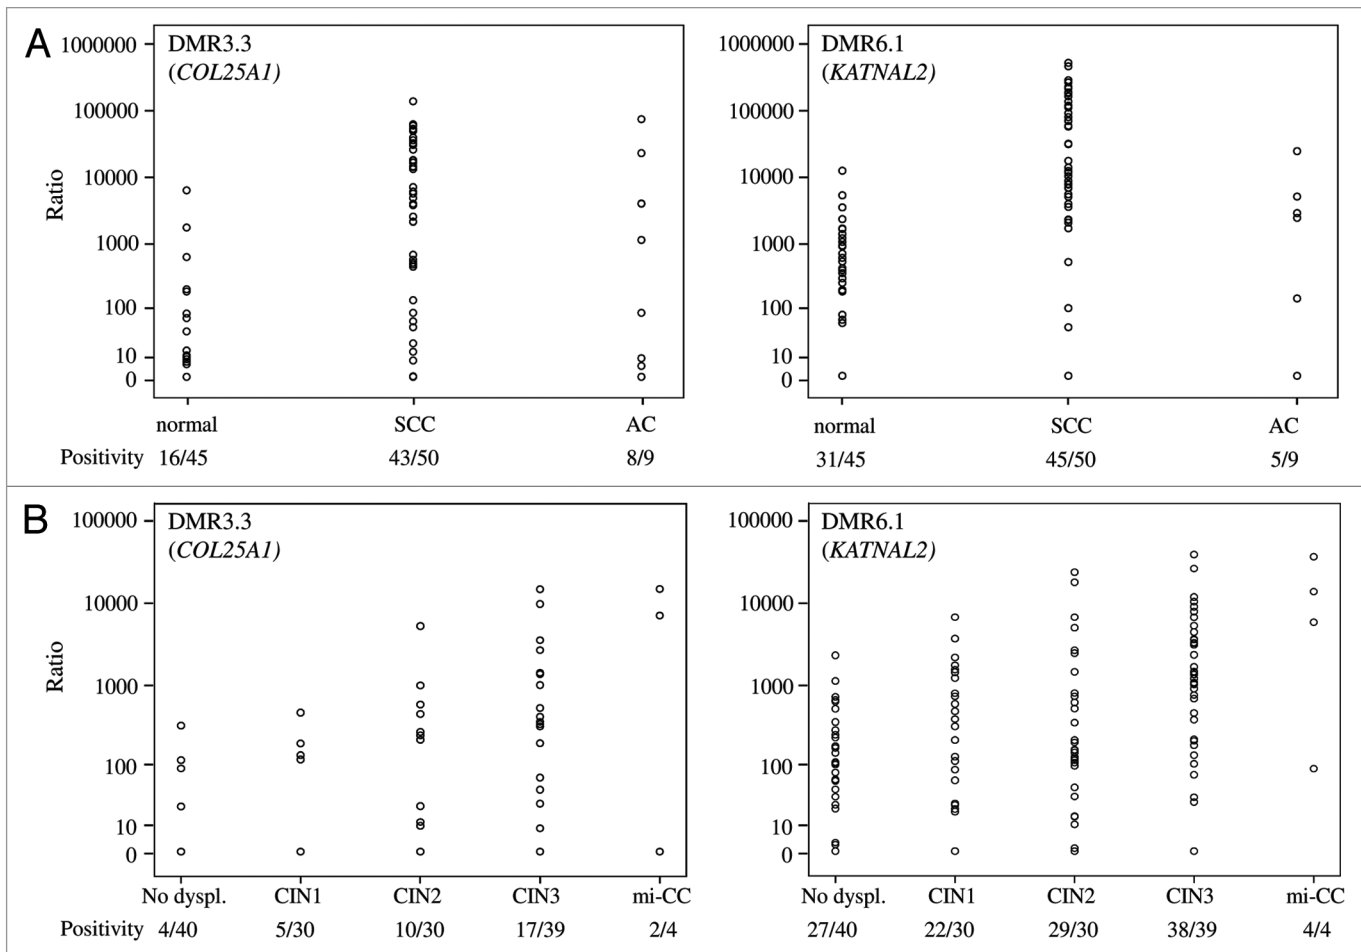 A
DMR3.3
(COL25A1)
1000000
100000
10000
1000
100
10
0
Ratio
normal SCC AC
Positivity 16/45 43/50 8/9
DMR6.1
(KATNAL2)
1000000
100000
10000
1000
100
10
0
normal SCC AC
31/45 45/50 5/9
B
DMR3.3
(COL25A1)
100000
10000
1000
100
10
0
Ratio
No dyspl. CIN1 CIN2 CIN3 mi-CC
Positivity 4/40 5/30 10/30 17/39 2/4
DMR6.1
(KATNAL2)
100000
10000
1000
100
10
0
No dyspl. CIN1 CIN2 CIN3 mi-CC
27/40 22/30 29/30 38/39 4/4